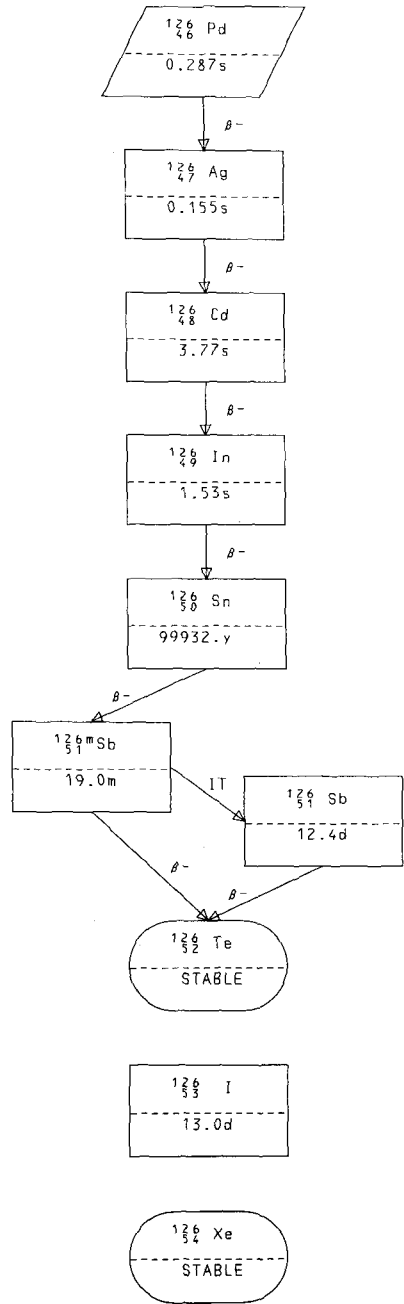 126 46 Pd
0.287s
β-
126 47 Ag
0.155s
β-
126 48 Cd
3.77s
β-
126 49 In
1.53s
β-
126 50 Sn
99932.y
β-
126m 51 Sb
19.0m
IT
126 51 Sb
12.4d
β-
β-
126 52 Te
STABLE
126 53 I
13.0d
126 54 Xe
STABLE